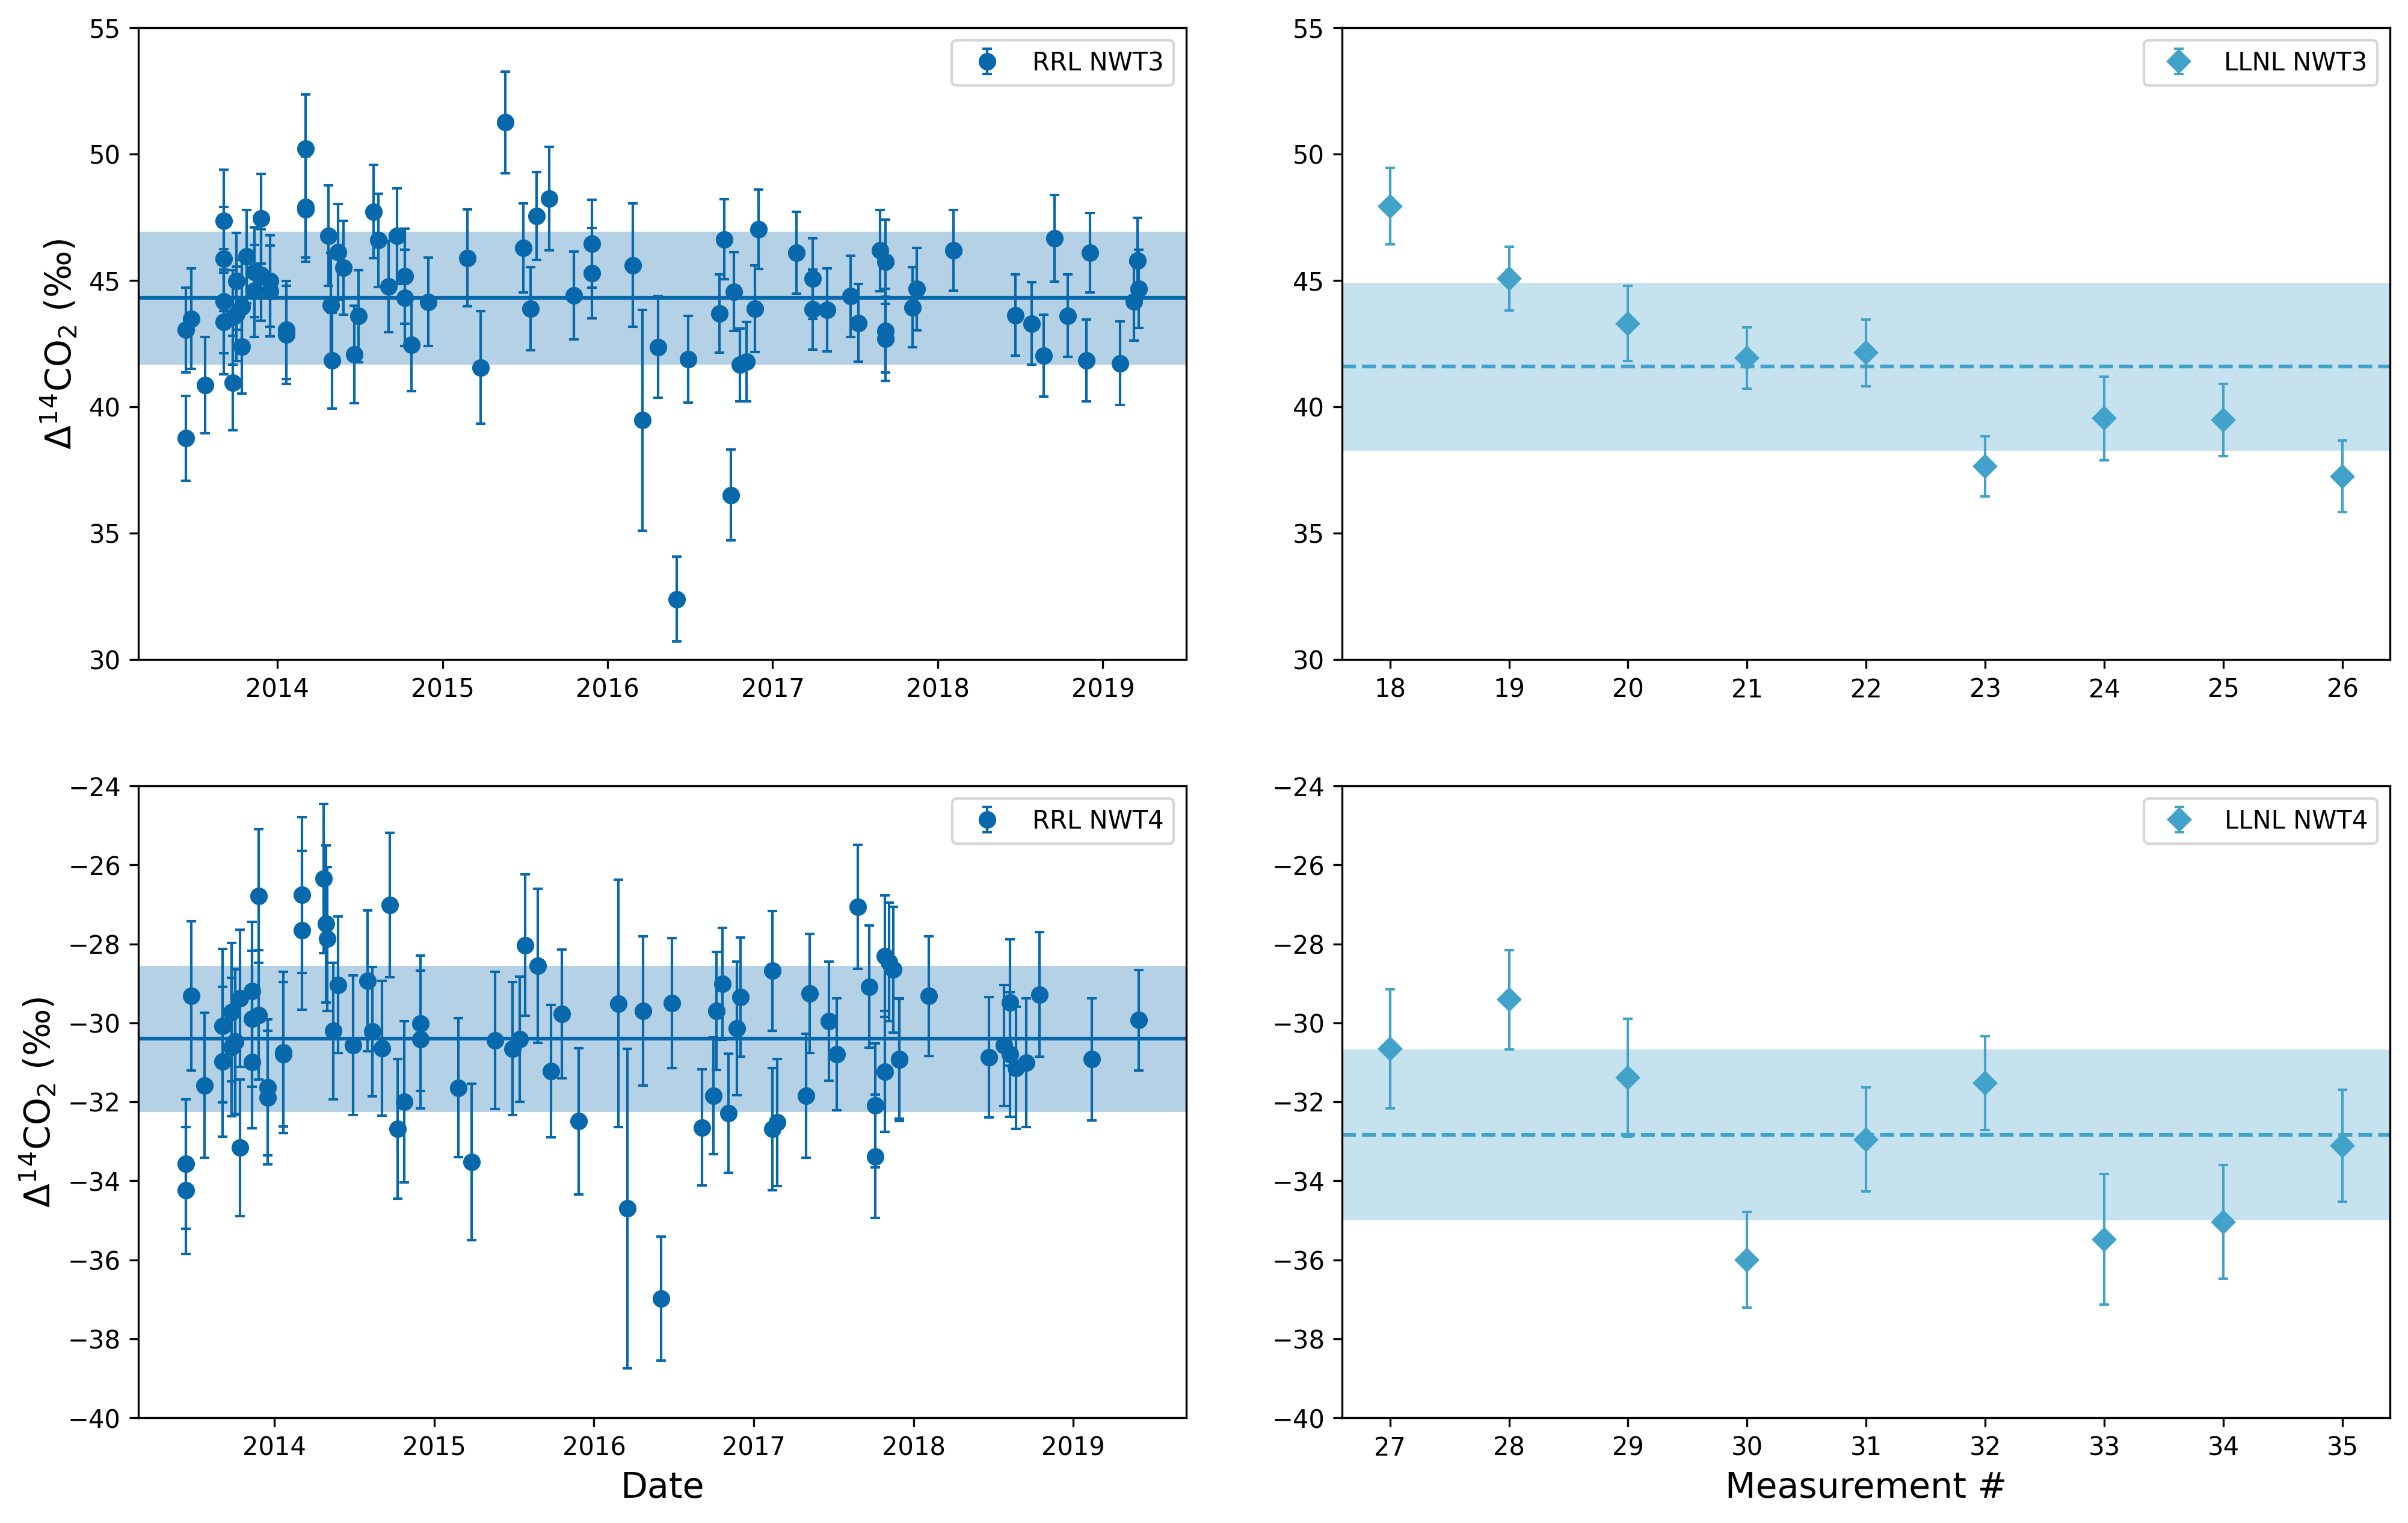 55
50
45
40
35
30
Δ¹⁴CO₂ (‰)
RRL NWT3
2014 2015 2016 2017 2018 2019
55
50
45
40
35
30
LLNL NWT3
18 19 20 21 22 23 24 25 26
−24
−26
−28
−30
−32
−34
−36
−38
−40
Δ¹⁴CO₂ (‰)
RRL NWT4
2014 2015 2016 2017 2018 2019
Date
−24
−26
−28
−30
−32
−34
−36
−38
−40
LLNL NWT4
27 28 29 30 31 32 33 34 35
Measurement #